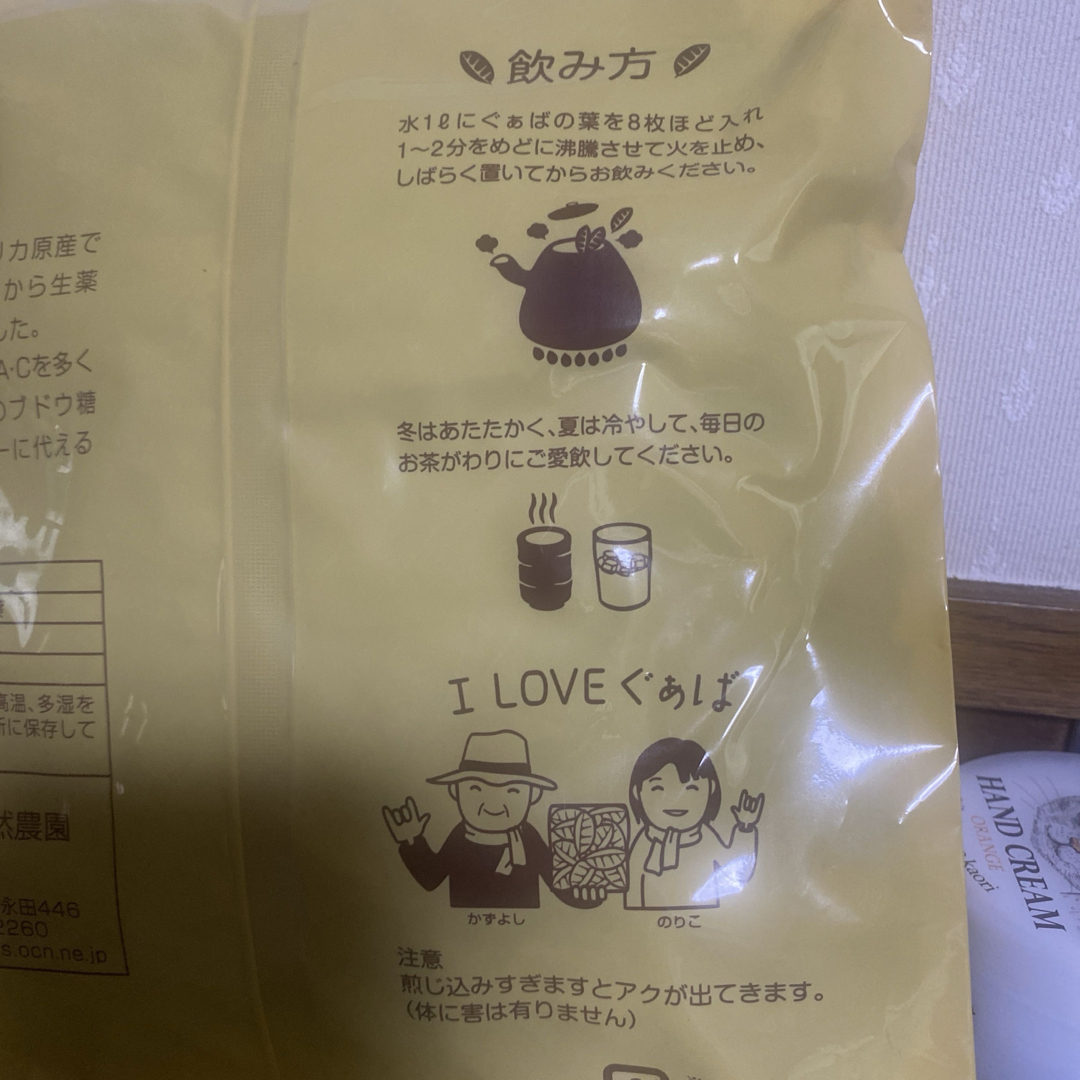 飲み方
水1ℓにぐぁばの葉を8枚ほど入れ
1〜2分をめどに沸騰させて火を止め、
しばらく置いてからお飲みください。
冬はあたたかく、夏は冷やして、毎日の
お茶がわりにご愛飲してください。
I LOVE ぐぁば
かずよし
のりこ
注意
煎じ込みすぎますとアクが出てきます。
(体に害は有りません)
リカ原産で
から生薬
した。
A・Cを多く
のブドウ糖
ーに代える
高温、多湿を
所に保存して
然農園
永田446
2260
s.ocn.ne.jp
HAND CREAM
ORANGE
kaori